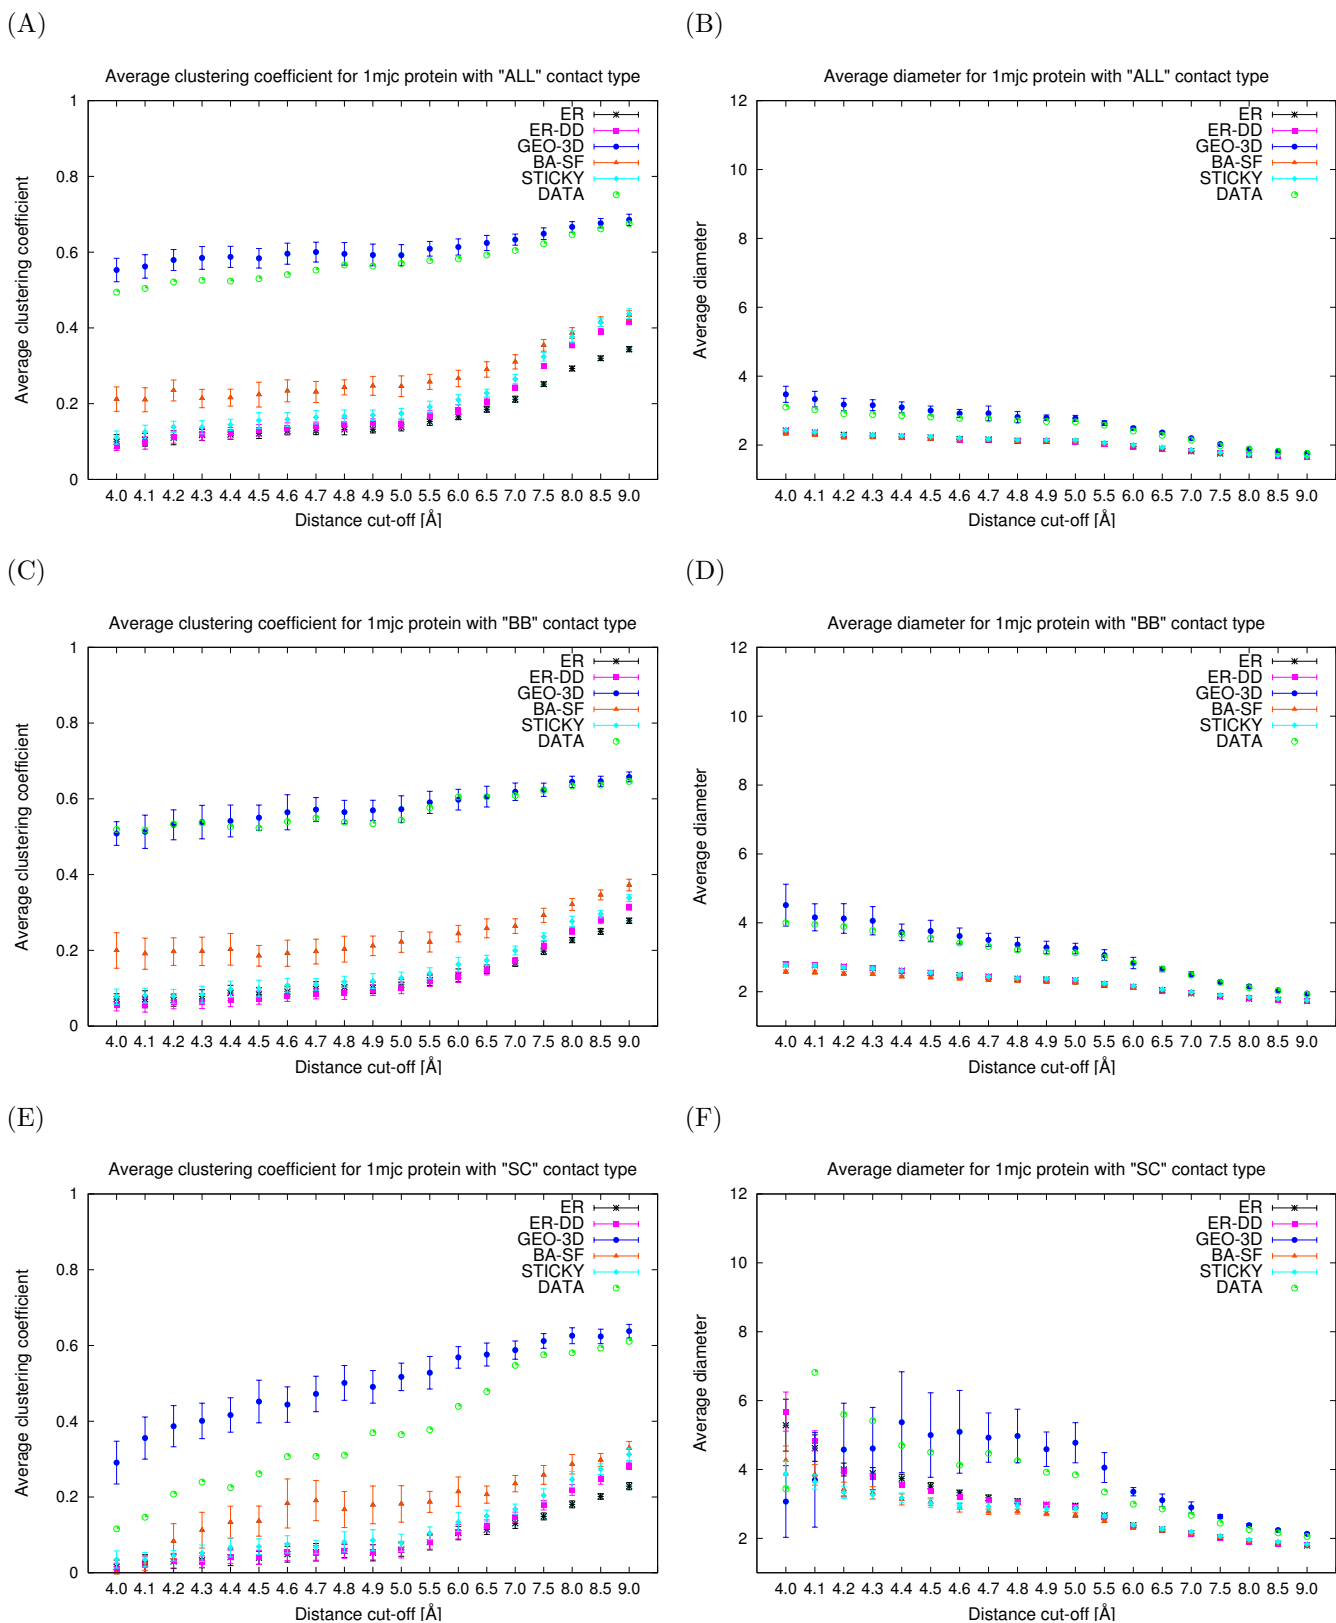 (A)
Average clustering coefficient for 1mjc protein with "ALL" contact type
Average clustering coefficient
1
0.8
0.6
0.4
0.2
0
ER
ER-DD
GEO-3D
BA-SF
STICKY
DATA
4.0 4.1 4.2 4.3 4.4 4.5 4.6 4.7 4.8 4.9 5.0 5.5 6.0 6.5 7.0 7.5 8.0 8.5 9.0
Distance cut-off [Å]
(B)
Average diameter for 1mjc protein with "ALL" contact type
Average diameter
12
10
8
6
4
2
ER
ER-DD
GEO-3D
BA-SF
STICKY
DATA
4.0 4.1 4.2 4.3 4.4 4.5 4.6 4.7 4.8 4.9 5.0 5.5 6.0 6.5 7.0 7.5 8.0 8.5 9.0
Distance cut-off [Å]
(C)
Average clustering coefficient for 1mjc protein with "BB" contact type
Average clustering coefficient
1
0.8
0.6
0.4
0.2
0
ER
ER-DD
GEO-3D
BA-SF
STICKY
DATA
4.0 4.1 4.2 4.3 4.4 4.5 4.6 4.7 4.8 4.9 5.0 5.5 6.0 6.5 7.0 7.5 8.0 8.5 9.0
Distance cut-off [Å]
(D)
Average diameter for 1mjc protein with "BB" contact type
Average diameter
12
10
8
6
4
2
ER
ER-DD
GEO-3D
BA-SF
STICKY
DATA
4.0 4.1 4.2 4.3 4.4 4.5 4.6 4.7 4.8 4.9 5.0 5.5 6.0 6.5 7.0 7.5 8.0 8.5 9.0
Distance cut-off [Å]
(E)
Average clustering coefficient for 1mjc protein with "SC" contact type
Average clustering coefficient
1
0.8
0.6
0.4
0.2
0
ER
ER-DD
GEO-3D
BA-SF
STICKY
DATA
4.0 4.1 4.2 4.3 4.4 4.5 4.6 4.7 4.8 4.9 5.0 5.5 6.0 6.5 7.0 7.5 8.0 8.5 9.0
Distance cut-off [Å]
(F)
Average diameter for 1mjc protein with "SC" contact type
Average diameter
12
10
8
6
4
2
ER
ER-DD
GEO-3D
BA-SF
STICKY
DATA
4.0 4.1 4.2 4.3 4.4 4.5 4.6 4.7 4.8 4.9 5.0 5.5 6.0 6.5 7.0 7.5 8.0 8.5 9.0
Distance cut-off [Å]